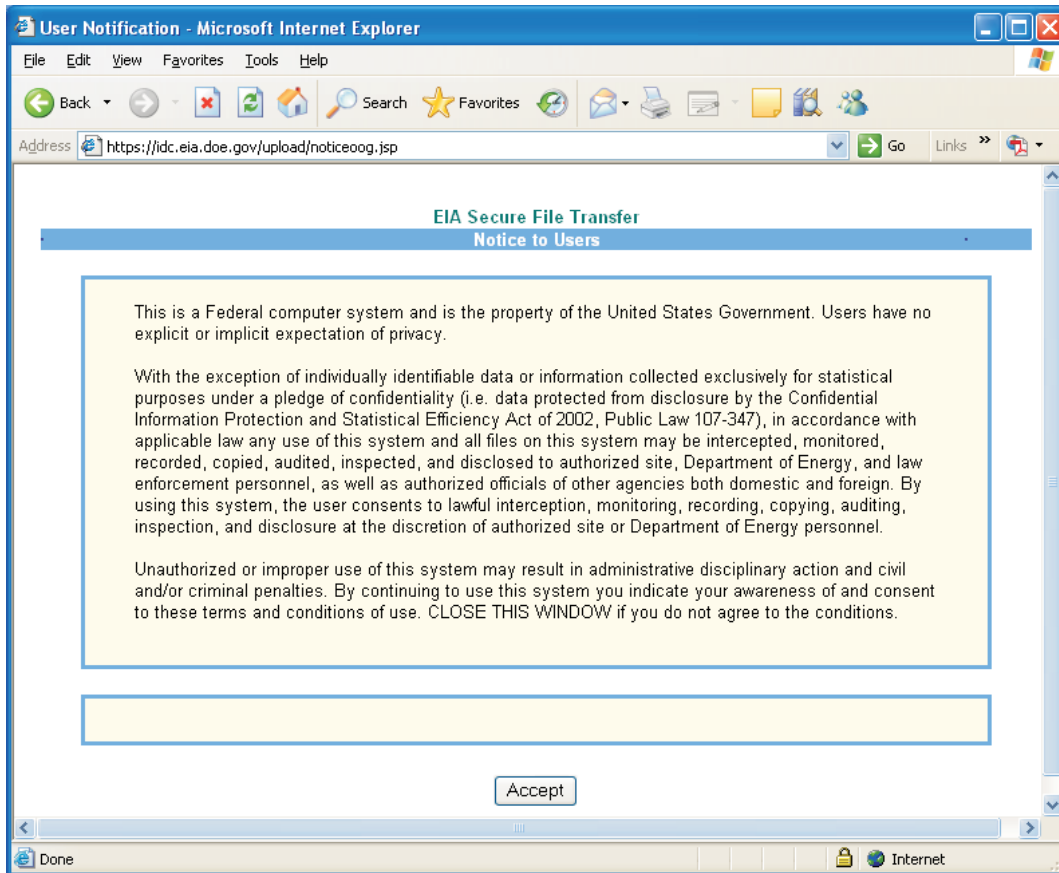 User Notification - Microsoft Internet Explorer
File Edit View Favorites Tools Help
Back Search Favorites
Address https://idc.eia.doe.gov/upload/noticeoog.jsp Go Links »
EIA Secure File Transfer
Notice to Users
This is a Federal computer system and is the property of the United States Government. Users have no
explicit or implicit expectation of privacy.
With the exception of individually identifiable data or information collected exclusively for statistical
purposes under a pledge of confidentiality (i.e. data protected from disclosure by the Confidential
Information Protection and Statistical Efficiency Act of 2002, Public Law 107-347), in accordance with
applicable law any use of this system and all files on this system may be intercepted, monitored,
recorded, copied, audited, inspected, and disclosed to authorized site, Department of Energy, and law
enforcement personnel, as well as authorized officials of other agencies both domestic and foreign. By
using this system, the user consents to lawful interception, monitoring, recording, copying, auditing,
inspection, and disclosure at the discretion of authorized site or Department of Energy personnel.
Unauthorized or improper use of this system may result in administrative disciplinary action and civil
and/or criminal penalties. By continuing to use this system you indicate your awareness of and consent
to these terms and conditions of use. CLOSE THIS WINDOW if you do not agree to the conditions.
Accept
Done Internet